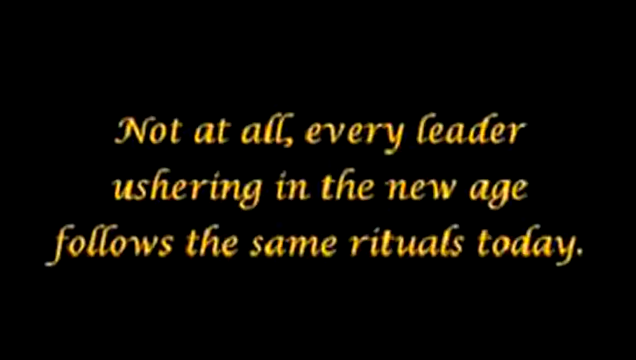 Not at all, every leader
ushering in the new age
follows the same rituals today.